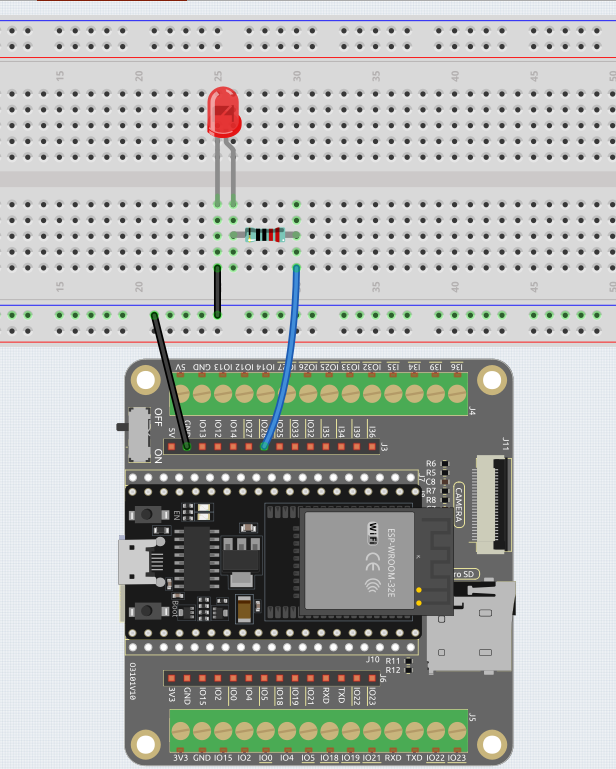 15 20 25 30 35 40 45 50
15 20 25 30 35 40 45 50
5V GND IO13 IO12 IO14 IO27 IO26 IO25 IO33 IO32 I35 I34 I39 I36
J4
OFF
ON
5V GND IO13 IO12 IO14 IO27 IO26 IO25 IO33 IO32 I35 I34 I39 I36
J3
J11
R6
R5
C8
R7
R8
CAMERA
EN
WiFi
ESP-WROOM-32E
CE
Boot
ro SD
J10
R11
R12
O3101V10
J6
3V3 GND IO15 IO2 IO0 IO4 IO5 IO18 IO19 IO21 RXD TXD IO22 IO23
J5
3V3 GND IO15 IO2 IO0 IO4 IO5 IO18 IO19 IO21 RXD TXD IO22 IO23